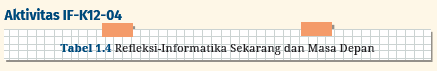 Aktivitas IF-K12-04
Tabel 1.4 Refleksi-Informatika Sekarang dan Masa Depan